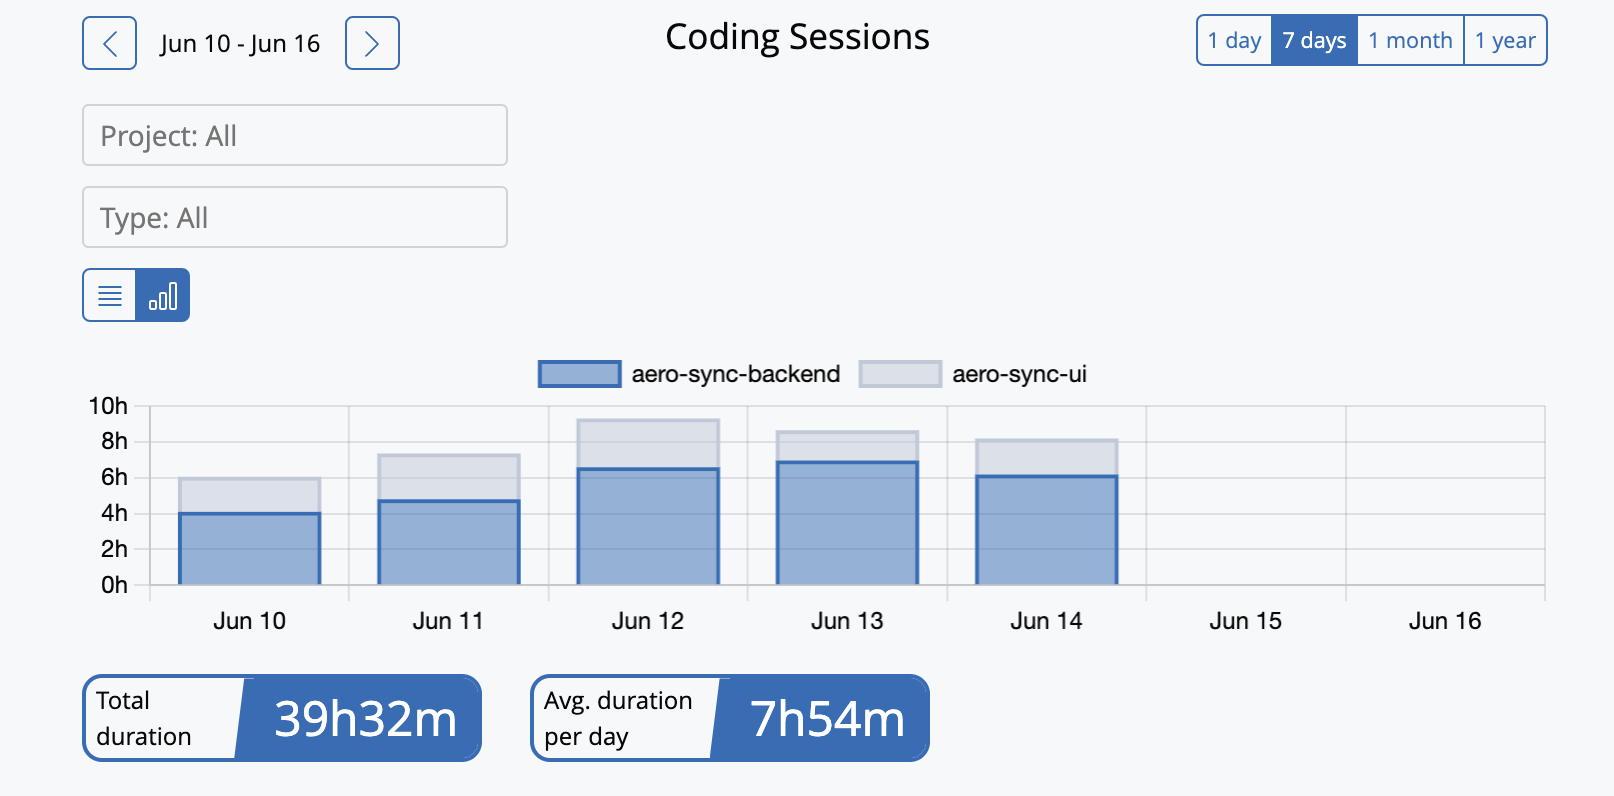 Jun 10 - Jun 16
Coding Sessions
1 day 7 days 1 month 1 year
Project: All
Type: All
aero-sync-backend aero-sync-ui
10h
8h
6h
4h
2h
0h
Jun 10 Jun 11 Jun 12 Jun 13 Jun 14 Jun 15 Jun 16
Total
duration
39h32m
Avg. duration
per day
7h54m